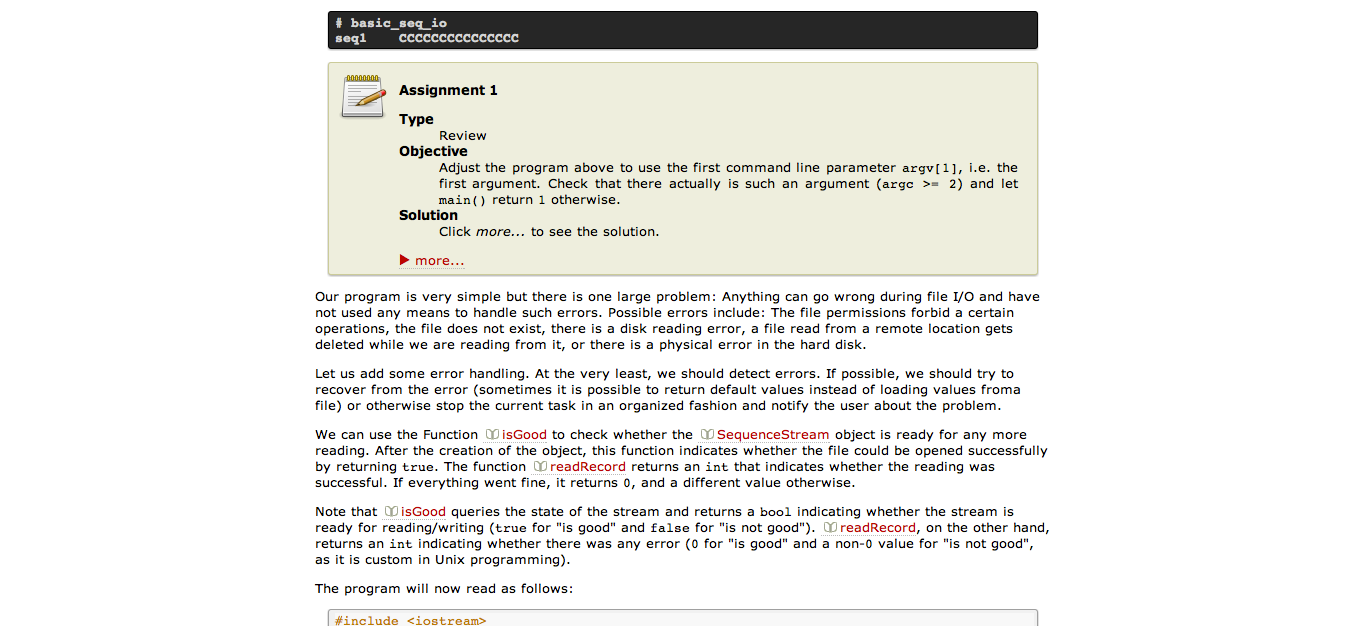 # basic_seq_io
seq1    CCCCCCCCCCCCCCC
Assignment 1
Type
Review
Objective
Adjust the program above to use the first command line parameter argv[1], i.e. the
first argument. Check that there actually is such an argument (argc >= 2) and let
main() return 1 otherwise.
Solution
Click more... to see the solution.
more...
Our program is very simple but there is one large problem: Anything can go wrong during file I/O and have
not used any means to handle such errors. Possible errors include: The file permissions forbid a certain
operations, the file does not exist, there is a disk reading error, a file read from a remote location gets
deleted while we are reading from it, or there is a physical error in the hard disk.
Let us add some error handling. At the very least, we should detect errors. If possible, we should try to
recover from the error (sometimes it is possible to return default values instead of loading values froma
file) or otherwise stop the current task in an organized fashion and notify the user about the problem.
We can use the Function isGood to check whether the SequenceStream object is ready for any more
reading. After the creation of the object, this function indicates whether the file could be opened successfully
by returning true. The function readRecord returns an int that indicates whether the reading was
successful. If everything went fine, it returns 0, and a different value otherwise.
Note that isGood queries the state of the stream and returns a bool indicating whether the stream is
ready for reading/writing (true for "is good" and false for "is not good"). readRecord, on the other hand,
returns an int indicating whether there was any error (0 for "is good" and a non-0 value for "is not good",
as it is custom in Unix programming).
The program will now read as follows:
#include <iostream>